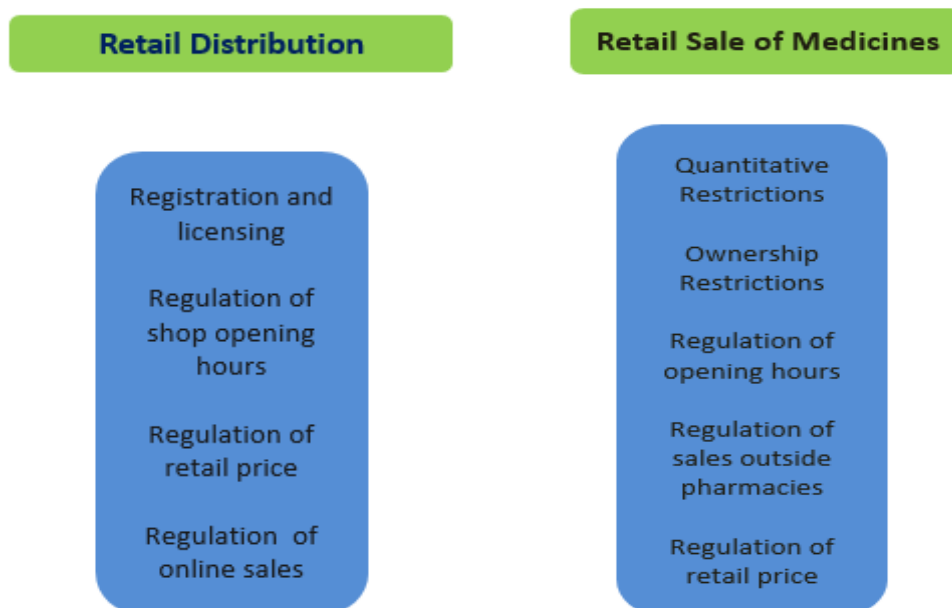 Retail Distribution
Registration and
licensing
Regulation of
shop opening
hours
Regulation of
retail price
Regulation of
online sales
Retail Sale of Medicines
Quantitative
Restrictions
Ownership
Restrictions
Regulation of
opening hours
Regulation of
sales outside
pharmacies
Regulation of
retail price